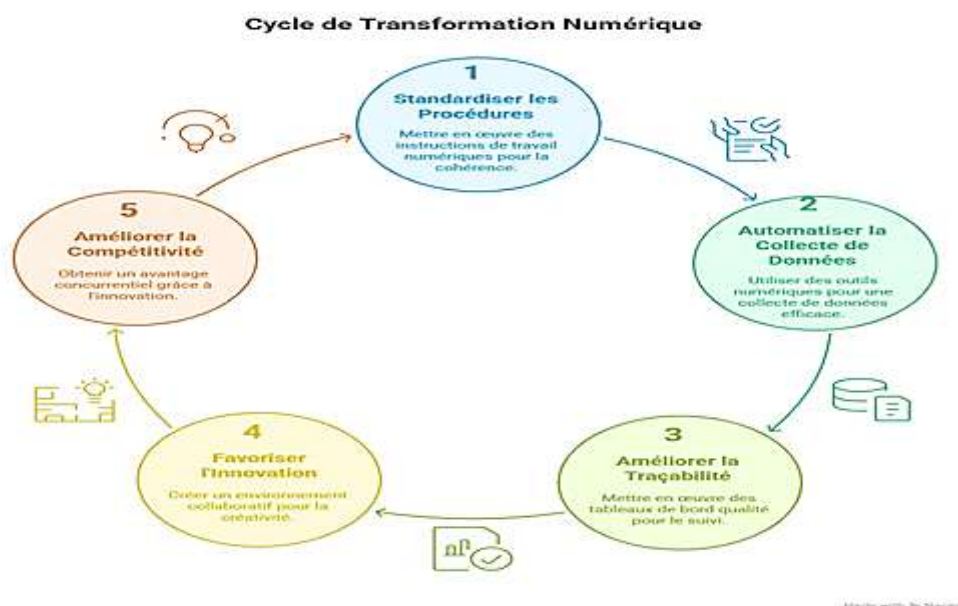 Cycle de Transformation Numérique
1
Standardiser les
Procédures
Mettre en œuvre des
instructions de travail
numériques pour la
cohérence.
2
Automatiser la
Collecte de
Données
Utiliser des outils
numériques pour une
collecte de données
efficace.
3
Améliorer la
Traçabilité
Mettre en œuvre des
tableaux de bord qualité
pour le suivi.
4
Favoriser
l'Innovation
Créer un environnement
collaboratif pour la
créativité.
5
Améliorer la
Compétitivité
Obtenir un avantage
concurrentiel grâce à
l'innovation.